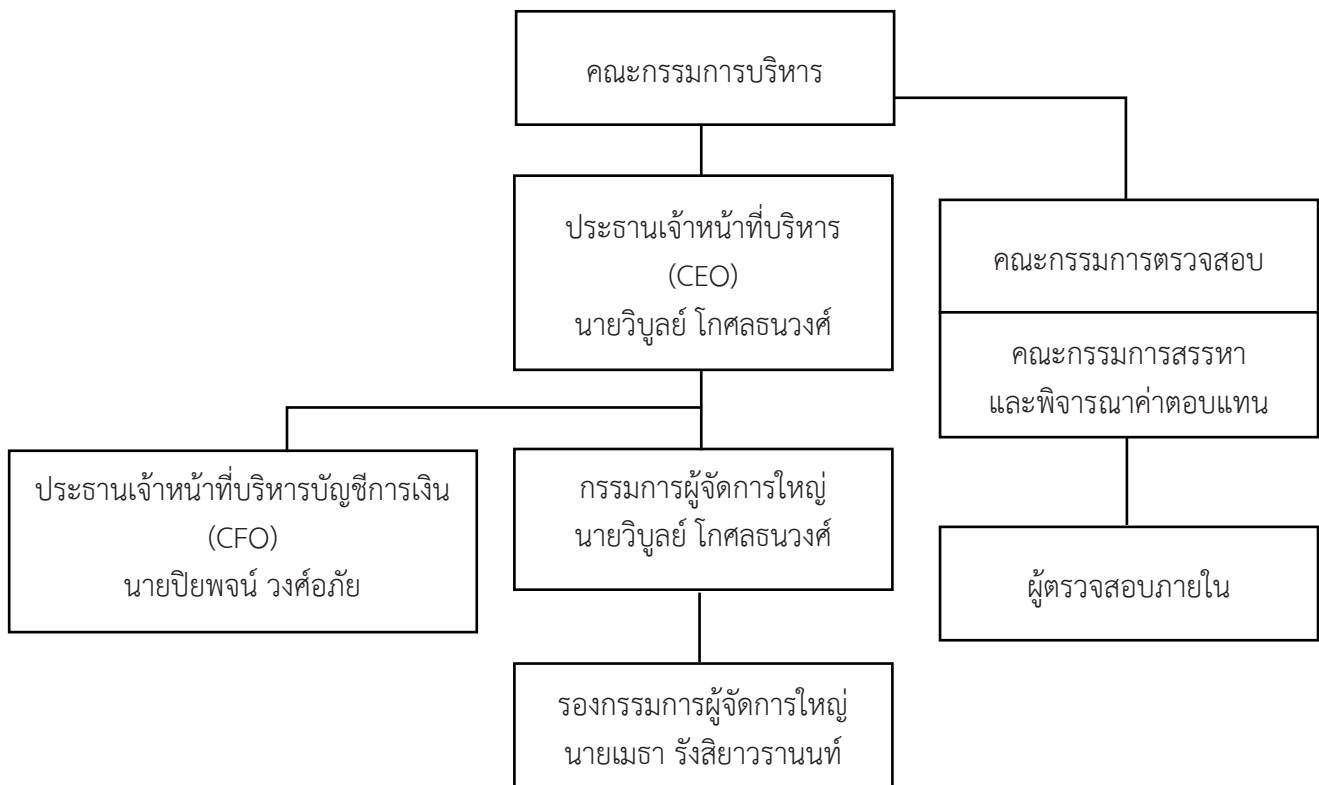 คณะกรรมการบริหาร
ประธานเจ้าหน้าที่บริหาร
(CEO)
นายวิบูลย์ โกศลธนวงศ์
คณะกรรมการตรวจสอบ
คณะกรรมการสรรหา
และพิจารณาค่าตอบแทน
ประธานเจ้าหน้าที่บริหารบัญชีการเงิน
(CFO)
นายปิยพจน์ วงศ์อภัย
กรรมการผู้จัดการใหญ่
นายวิบูลย์ โกศลธนวงศ์
ผู้ตรวจสอบภายใน
รองกรรมการผู้จัดการใหญ่
นายเมธา รังสิยาวรานนท์